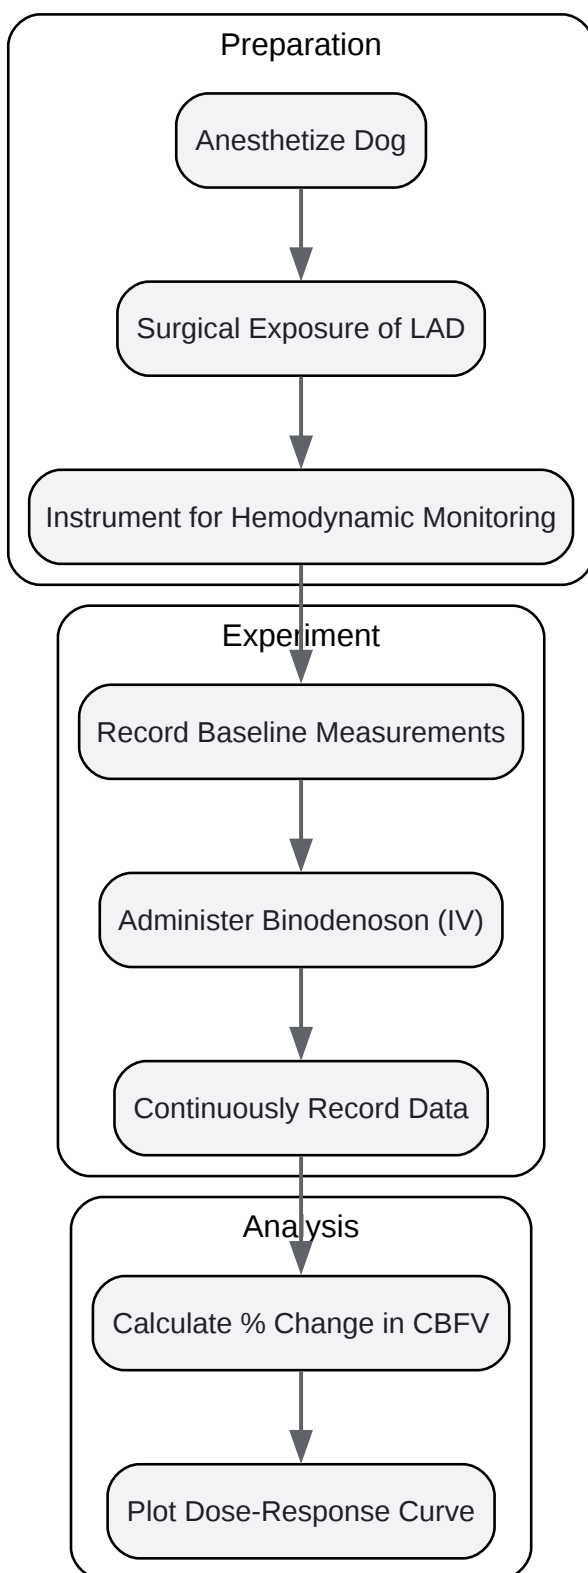 Preparation
Anesthetize Dog
Surgical Exposure of LAD
Instrument for Hemodynamic Monitoring
Experiment
Record Baseline Measurements
Administer Binodenoson (IV)
Continuously Record Data
Analysis
Calculate % Change in CBFV
Plot Dose-Response Curve